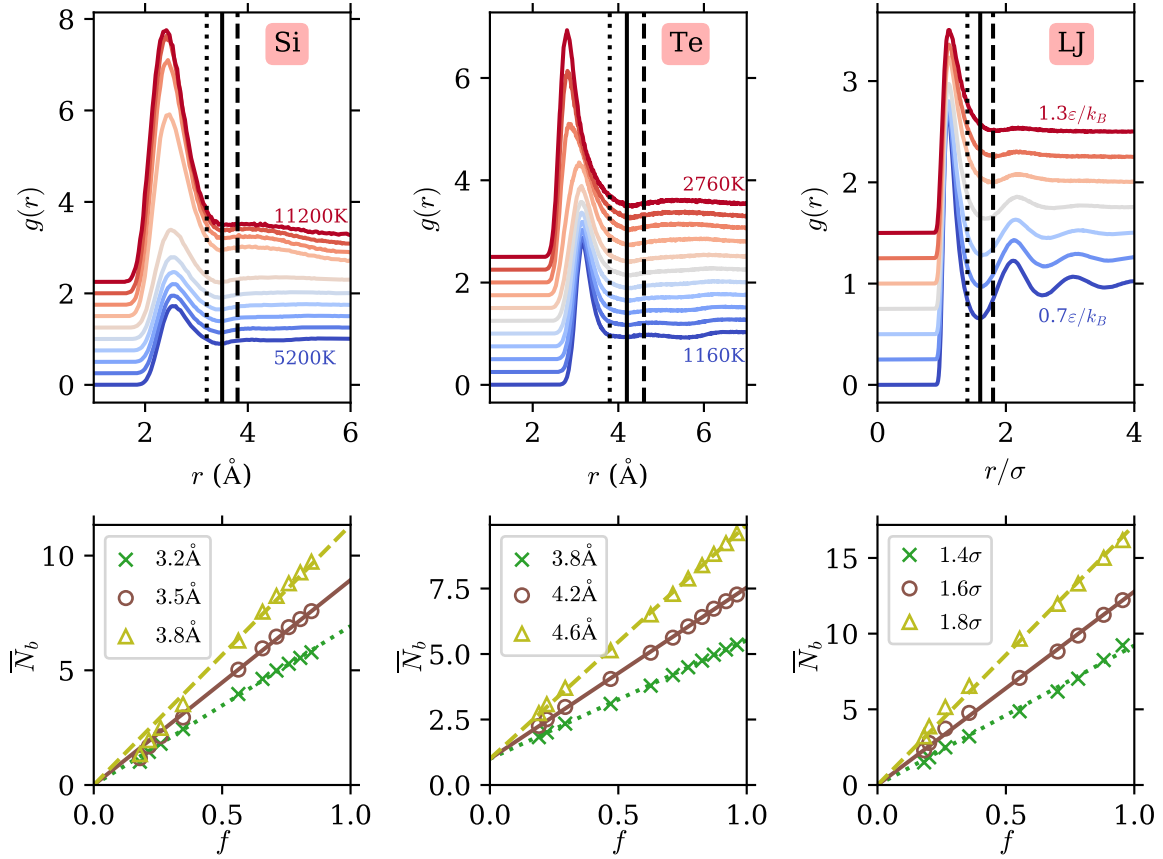 Si
g(r)
8
6
4
2
0
11200K
5200K
2 4 6
r (Å)
Te
g(r)
6
4
2
0
2760K
1160K
2 4 6
r (Å)
LJ
g(r)
3
2
1
0
1.3ε/k_B
0.7ε/k_B
0 2 4
r/σ
N̅_b
10
5
0
3.2Å
3.5Å
3.8Å
0.0 0.5 1.0
f
N̅_b
7.5
5.0
2.5
3.8Å
4.2Å
4.6Å
0.0 0.5 1.0
f
N̅_b
15
10
5
0
1.4σ
1.6σ
1.8σ
0.0 0.5 1.0
f